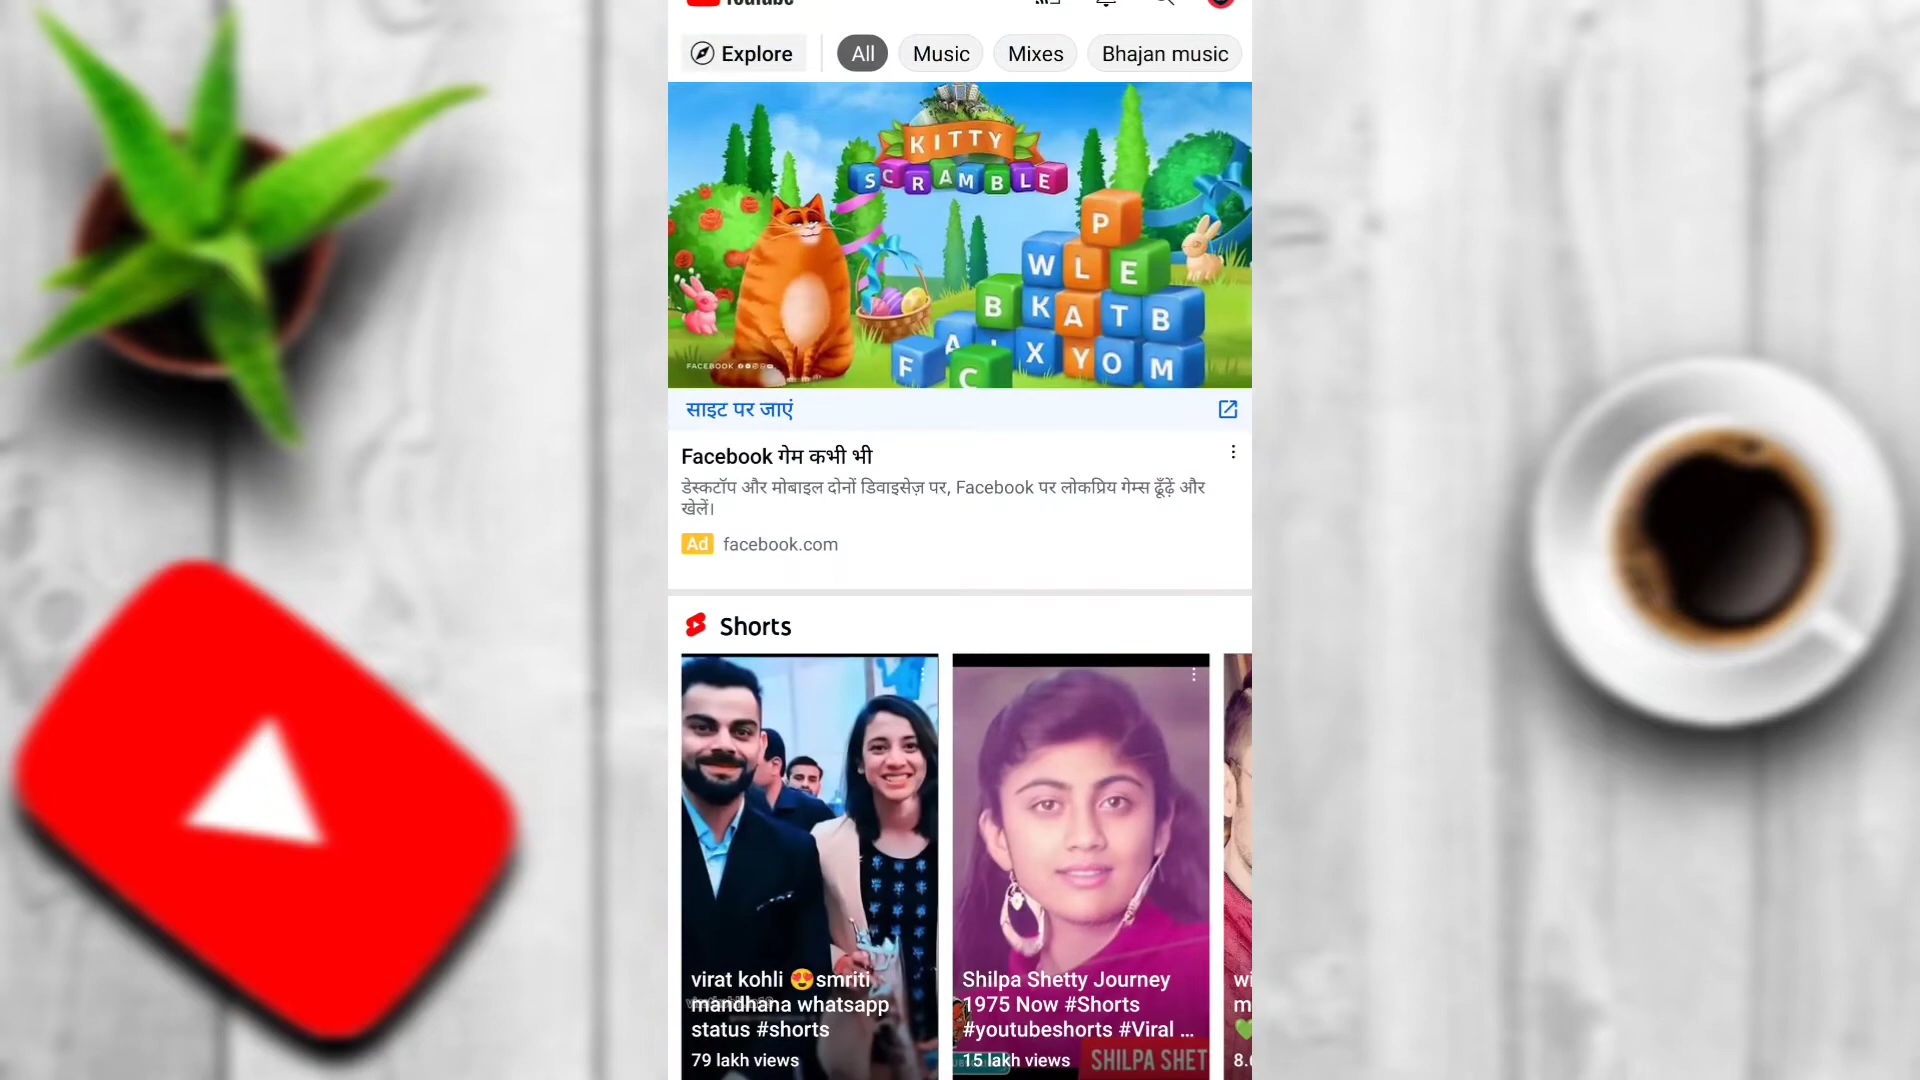 Explore
All
Music
Mixes
Bhajan music
KITTY
SCRAMBLE
P
W L E
B K A T B
F A X Y O M
C
FACEBOOK
साइट पर जाएं
Facebook गेम कभी भी
डेस्कटॉप और मोबाइल दोनों डिवाइसेज़ पर, Facebook पर लोकप्रिय गेम्स ढूँढ़ें और
खेलें।
Ad facebook.com
Shorts
virat kohli 😍smriti
mandhana whatsapp
status #shorts
79 lakh views
Shilpa Shetty Journey
1975 Now #Shorts
#youtubeshorts #Viral ...
15 lakh views
SHILPA SHET